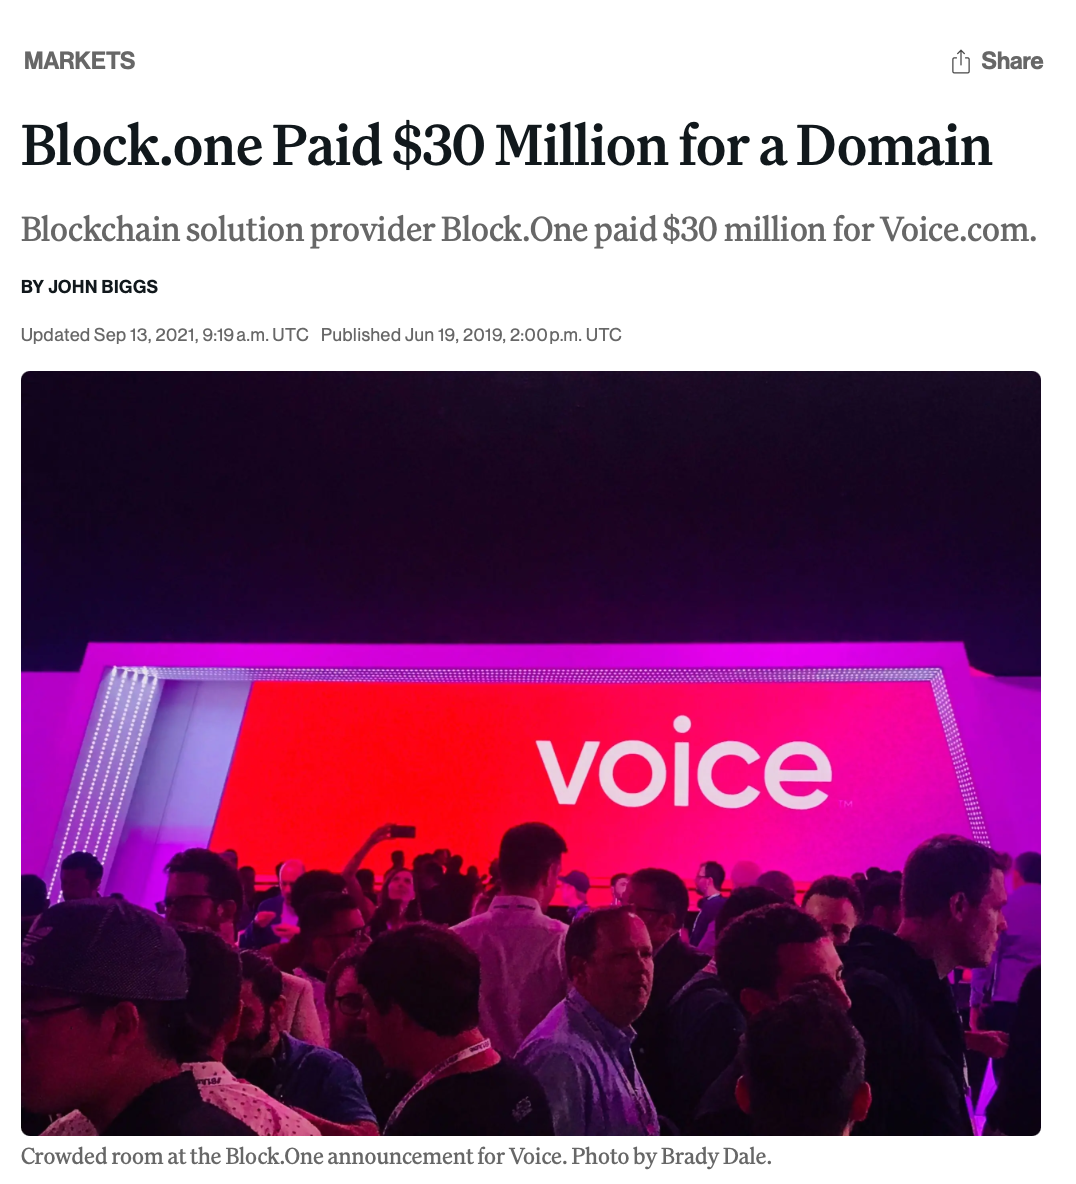 MARKETS
Share
Block.one Paid $30 Million for a Domain
Blockchain solution provider Block.One paid $30 million for Voice.com.
BY JOHN BIGGS
Updated Sep 13, 2021, 9:19 a.m. UTC Published Jun 19, 2019, 2:00 p.m. UTC
voice
TM
Crowded room at the Block.One announcement for Voice. Photo by Brady Dale.